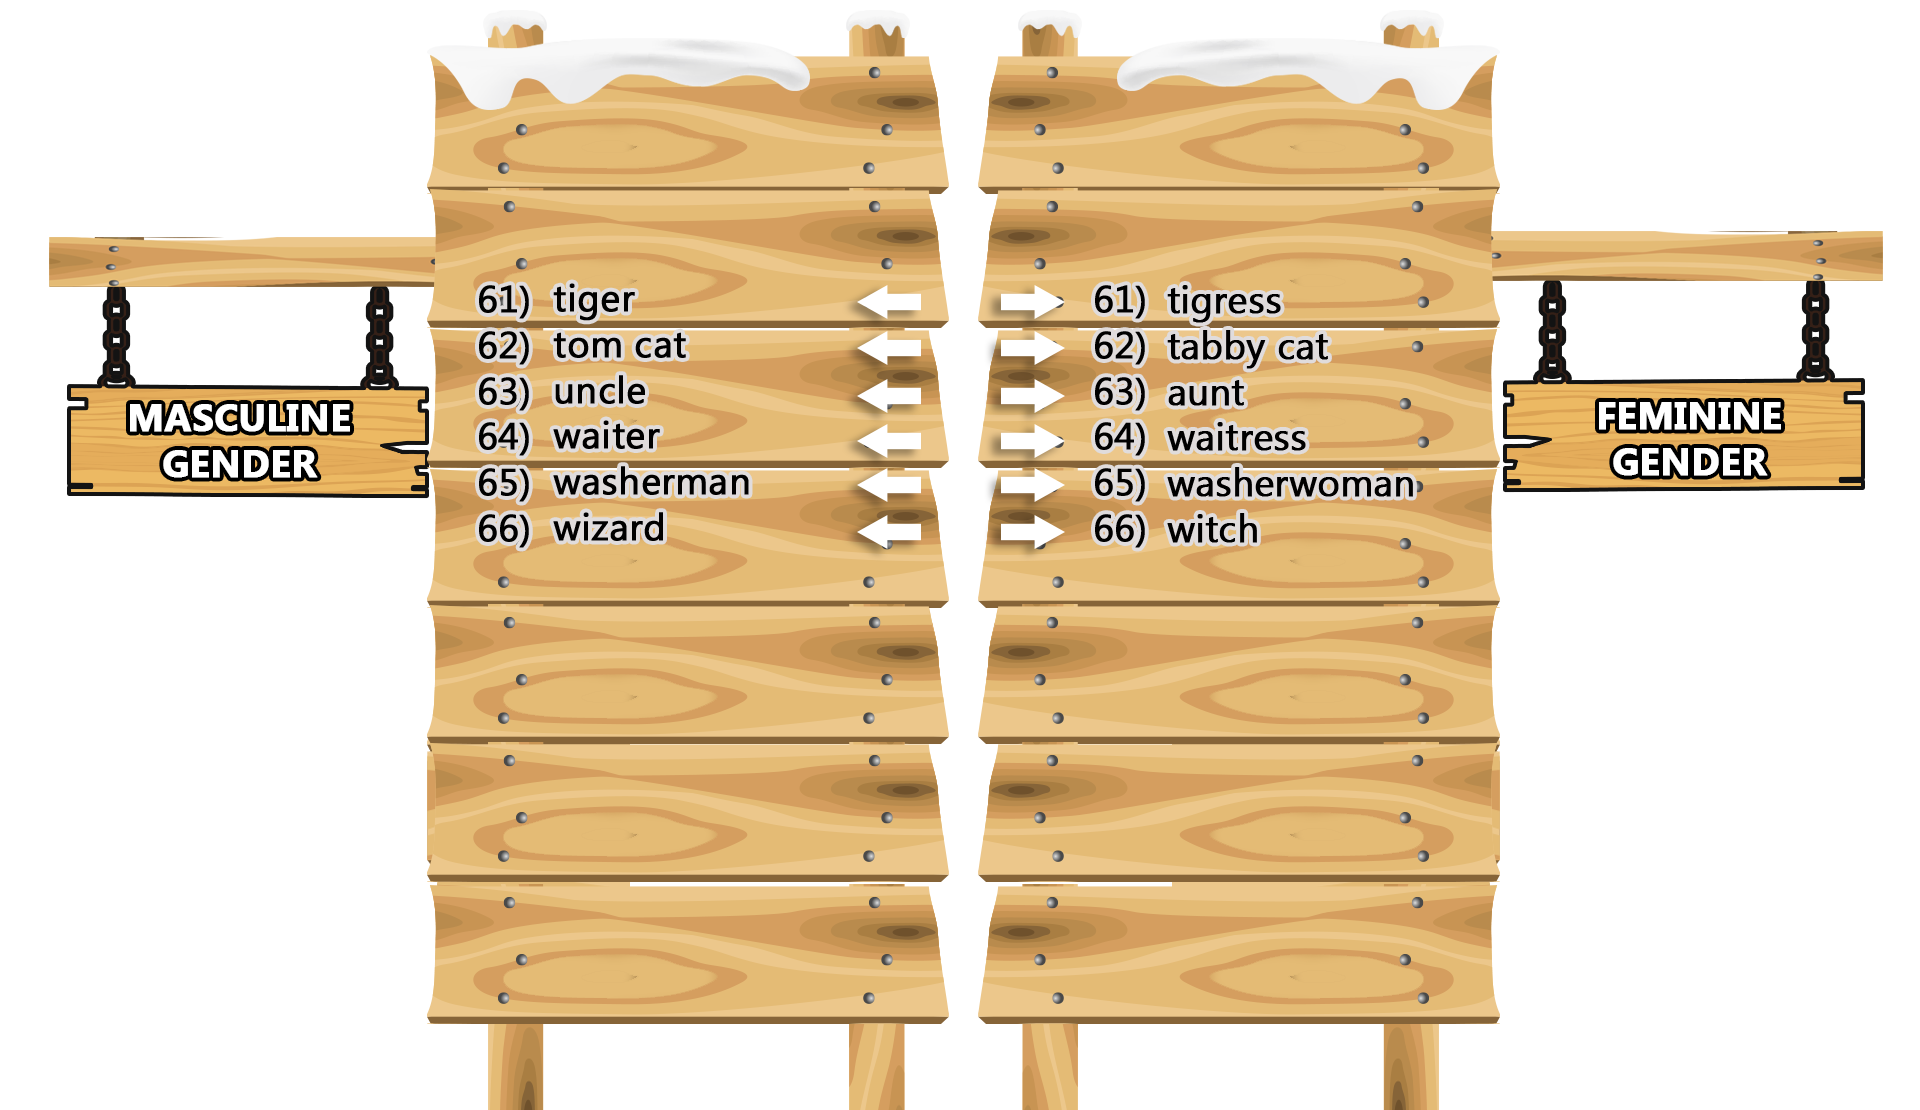 MASCULINE
GENDER
61) tiger
62) tom cat
63) uncle
64) waiter
65) washerman
66) wizard
61) tigress
62) tabby cat
63) aunt
64) waitress
65) washerwoman
66) witch
FEMININE
GENDER